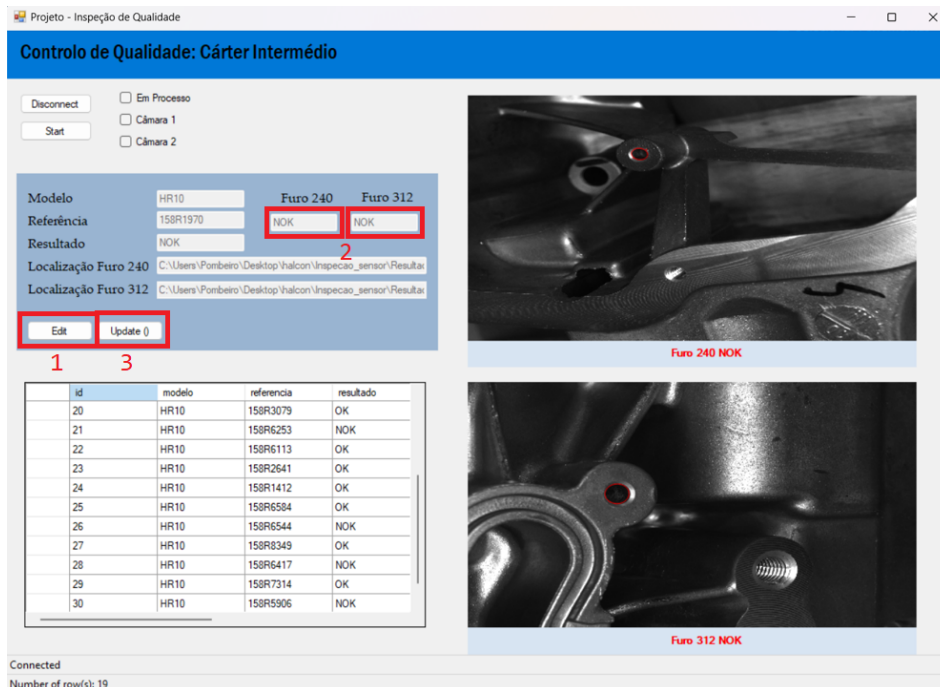 Projeto - Inspeção de Qualidade
Controlo de Qualidade: Cárter Intermédio
Disconnect
Em Processo
Start
Câmara 1
Câmara 2
Modelo HR10 Furo 240 Furo 312
Referência 158R1970 NOK NOK
Resultado NOK 2
Localização Furo 240 C:\Users\Pombeiro\Desktop\halcon\Inspecao_sensor\Resulta
Localização Furo 312 C:\Users\Pombeiro\Desktop\halcon\Inspecao_sensor\Resulta
Edit Update ()
1 3
Furo 240 NOK
id modelo referencia resultado
20 HR10 158R3079 OK
21 HR10 158R6253 NOK
22 HR10 158R6113 OK
23 HR10 158R2641 OK
24 HR10 158R1412 OK
25 HR10 158R6584 OK
26 HR10 158R6544 NOK
27 HR10 158R8349 OK
28 HR10 158R6417 NOK
29 HR10 158R7314 OK
30 HR10 158R5906 NOK
Furo 312 NOK
Connected
Number of row(s): 19